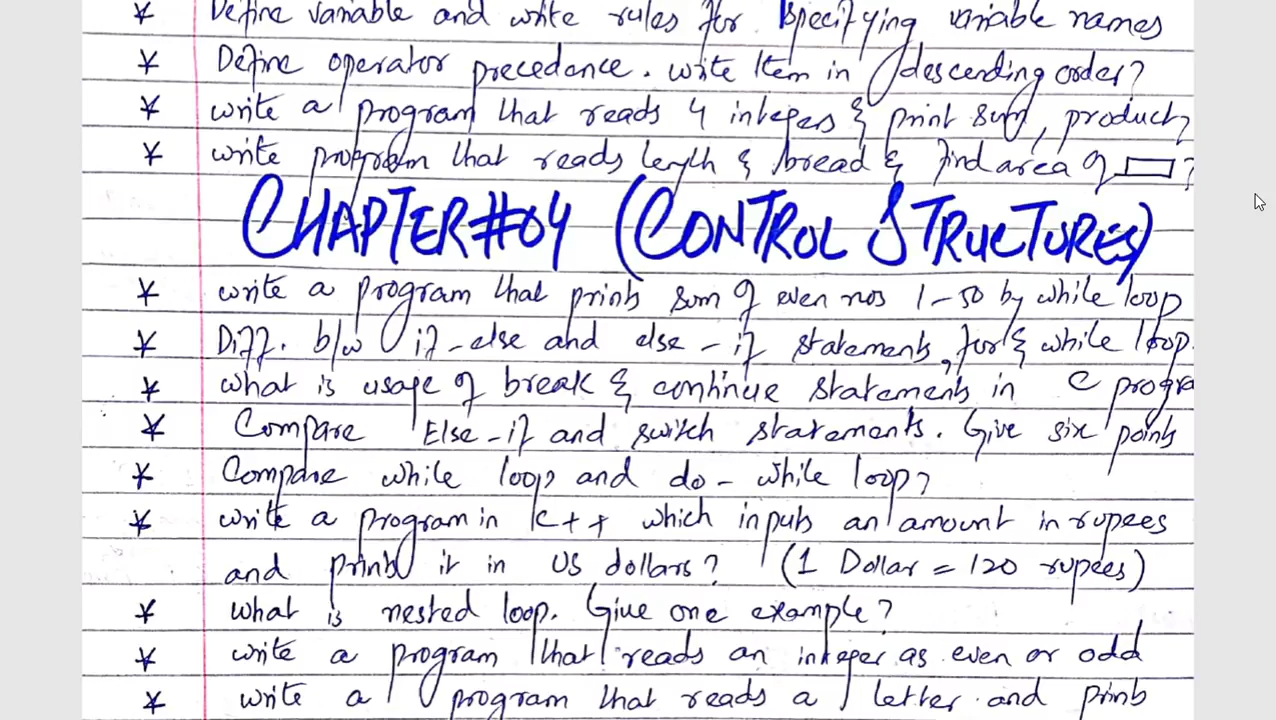 * Define variable and write rules for specifying variable names
* Define operator precedance. write Item in descending order?
* write a program that reads 4 integers & print sum, product?
* write program that reads length & bread & find area of ▭?
CHAPTER#04 (CONTROL STRUCTURES)
* write a program that prints sum of even nos 1-50 by while loop
* Diff. b/w if-else and else-if statements, for & while loop.
* what is usage of break & continue statements in C progra
* Compare Else-if and switch statements. Give six points
* Compare while loop and do-while loop?
* write a program in C++ which inputs an amount in rupees
and prints it in US dollars? (1 Dollar = 120 rupees)
* what is nested loop. Give one example?
* write a program that reads an integer as even or odd
* write a program that reads a letter and prints